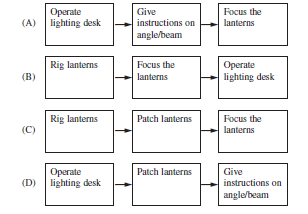 (A)
Operate
lighting desk
Give
instructions on
angle/beam
Focus the
lanterns
(B)
Rig lanterns
Focus the
lanterns
Operate
lighting desk
(C)
Rig lanterns
Patch lanterns
Focus the
lanterns
(D)
Operate
lighting desk
Patch lanterns
Give
instructions on
angle/beam